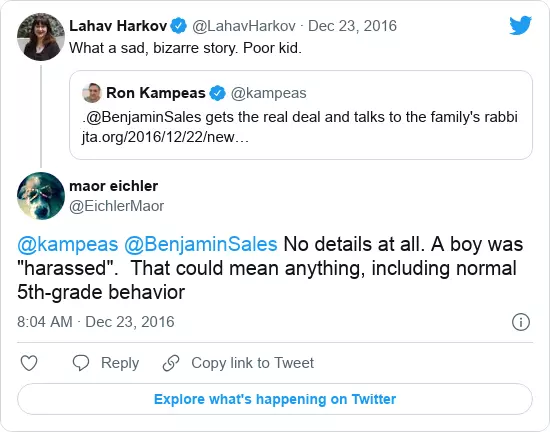 Lahav Harkov @LahavHarkov · Dec 23, 2016
What a sad, bizarre story. Poor kid.
Ron Kampeas @kampeas
.@BenjaminSales gets the real deal and talks to the family's rabbi
jta.org/2016/12/22/new…
maor eichler
@EichlerMaor
@kampeas @BenjaminSales No details at all. A boy was
"harassed".  That could mean anything, including normal
5th-grade behavior
8:04 AM · Dec 23, 2016
Reply Copy link to Tweet
Explore what's happening on Twitter